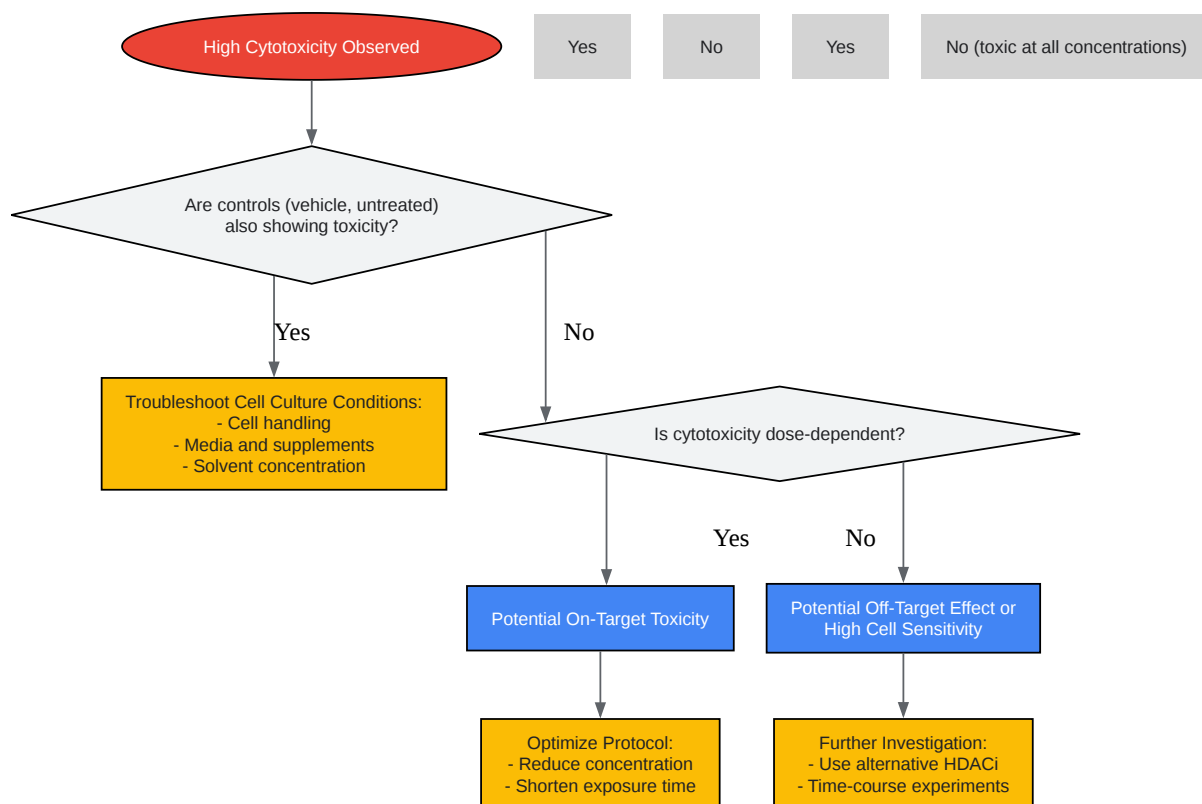 High Cytotoxicity Observed
Yes
No
Yes
No (toxic at all concentrations)
Are controls (vehicle, untreated)
also showing toxicity?
Yes
No
Troubleshoot Cell Culture Conditions:
- Cell handling
- Media and supplements
- Solvent concentration
Is cytotoxicity dose-dependent?
Yes
No
Potential On-Target Toxicity
Potential Off-Target Effect or
High Cell Sensitivity
Optimize Protocol:
- Reduce concentration
- Shorten exposure time
Further Investigation:
- Use alternative HDACi
- Time-course experiments